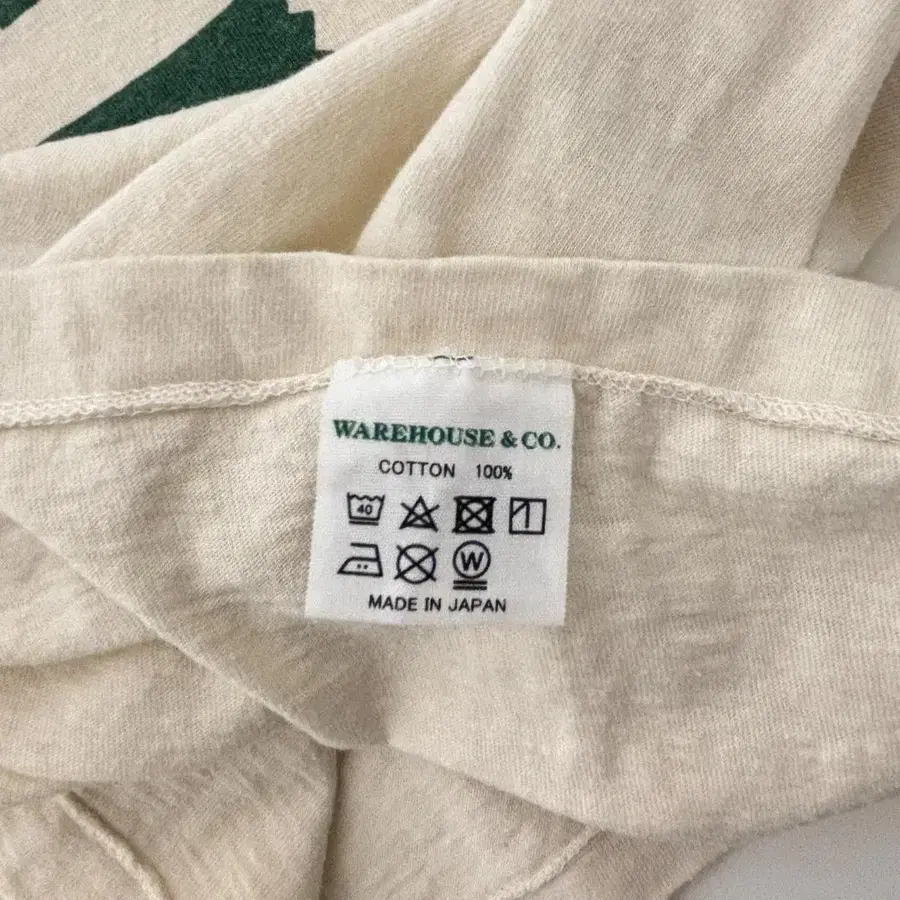 WAREHOUSE & CO.
COTTON 100%
40
W
MADE IN JAPAN